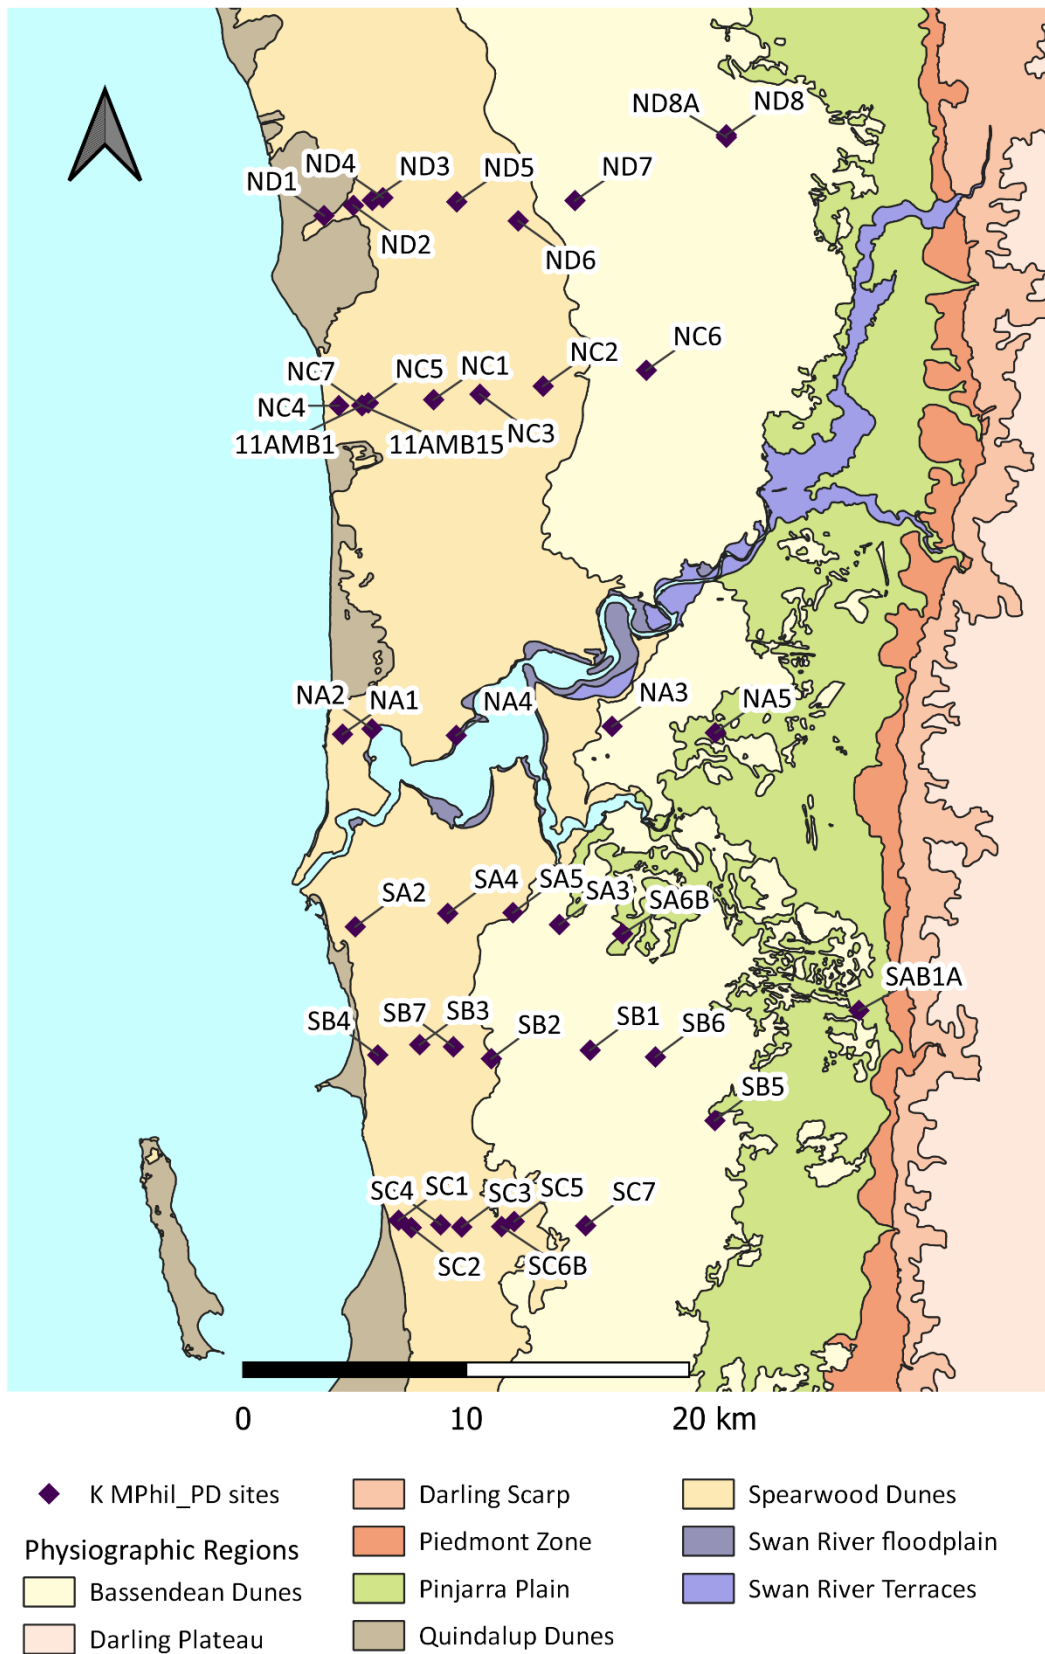 ND8A ND8
ND4 ND3
ND1 ND5 ND7
ND2
ND6
NC2 NC6
NC7 NC5 NC1
NC4
11AMB1 11AMB15 NC3
NA2 NA1 NA4 NA3 NA5
SA2 SA4 SA5 SA3 SA6B
SAB1A
SB4 SB7 SB3 SB2 SB1 SB6
SB5
SC4 SC1 SC3 SC5 SC7
SC2 SC6B
0 10 20 km
K MPhil_PD sites
Physiographic Regions
Bassendean Dunes
Darling Plateau
Darling Scarp
Piedmont Zone
Pinjarra Plain
Quindalup Dunes
Spearwood Dunes
Swan River floodplain
Swan River Terraces